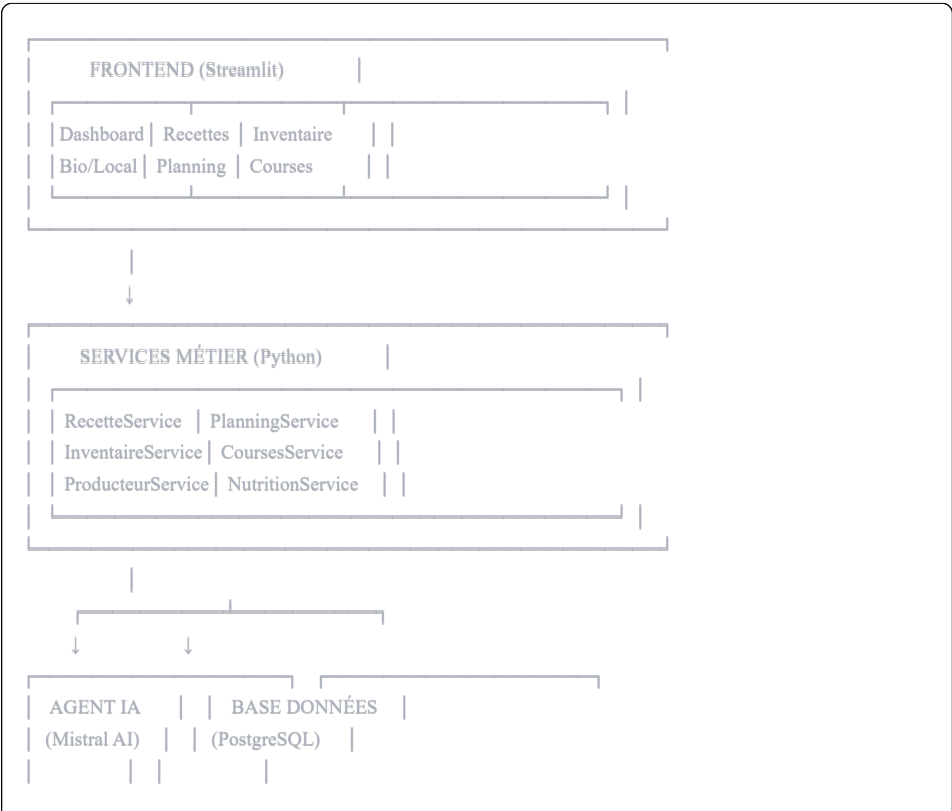 FRONTEND (Streamlit)
Dashboard│ Recettes │ Inventaire
Bio/Local│ Planning │ Courses
↓
SERVICES MÉTIER (Python)
RecetteService │ PlanningService
InventaireService│ CoursesService
ProducteurService│ NutritionService
↓ ↓
AGENT IA │ │ BASE DONNÉES
(Mistral AI) │ │ (PostgreSQL)